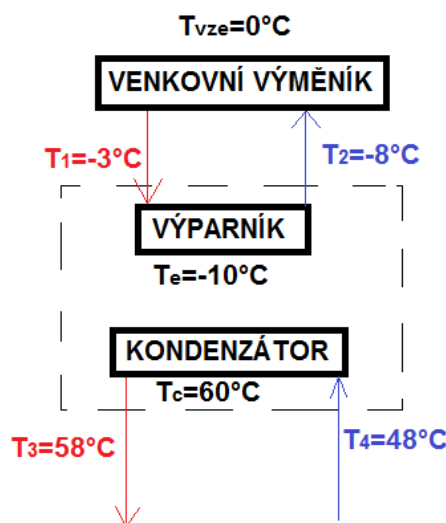 Tvze=0°C
VENKOVNÍ VÝMĚNÍK
T1=-3°C
T2=-8°C
VÝPARNÍK
Te=-10°C
KONDENZÁTOR
Tc=60°C
T3=58°C
T4=48°C